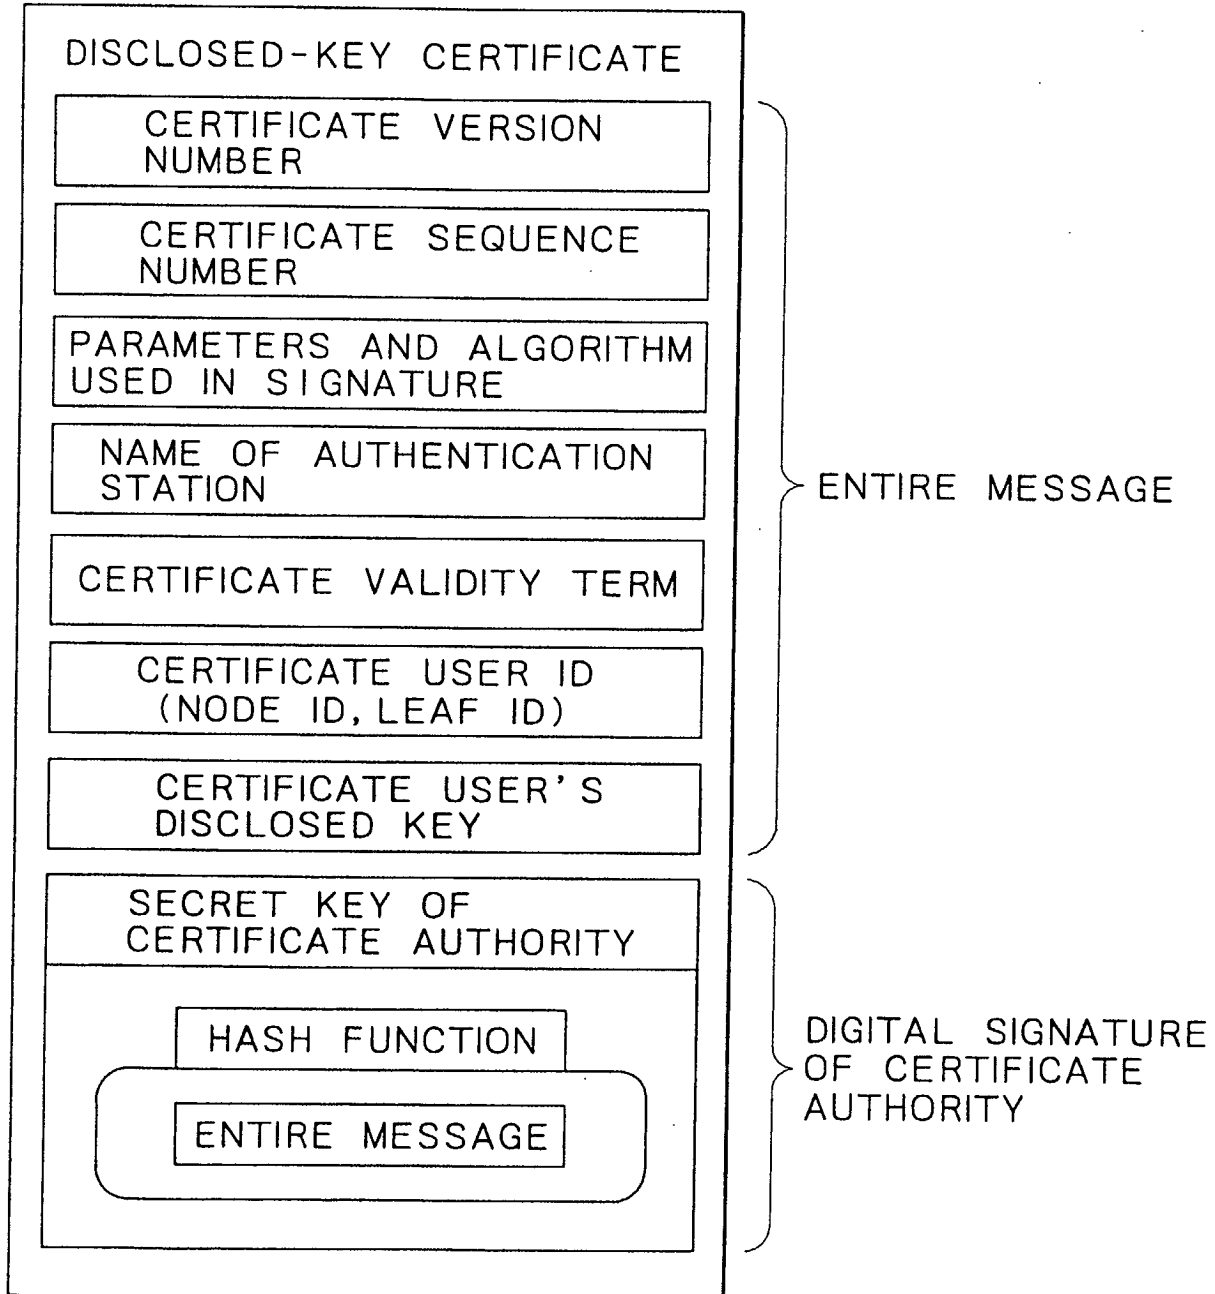 DISCLOSED-KEY CERTIFICATE
CERTIFICATE VERSION
NUMBER
CERTIFICATE SEQUENCE
NUMBER
PARAMETERS AND ALGORITHM
USED IN SIGNATURE
NAME OF AUTHENTICATION
STATION
CERTIFICATE VALIDITY TERM
CERTIFICATE USER ID
(NODE ID, LEAF ID)
CERTIFICATE USER'S
DISCLOSED KEY
ENTIRE MESSAGE
SECRET KEY OF
CERTIFICATE AUTHORITY
HASH FUNCTION
ENTIRE MESSAGE
DIGITAL SIGNATURE
OF CERTIFICATE
AUTHORITY